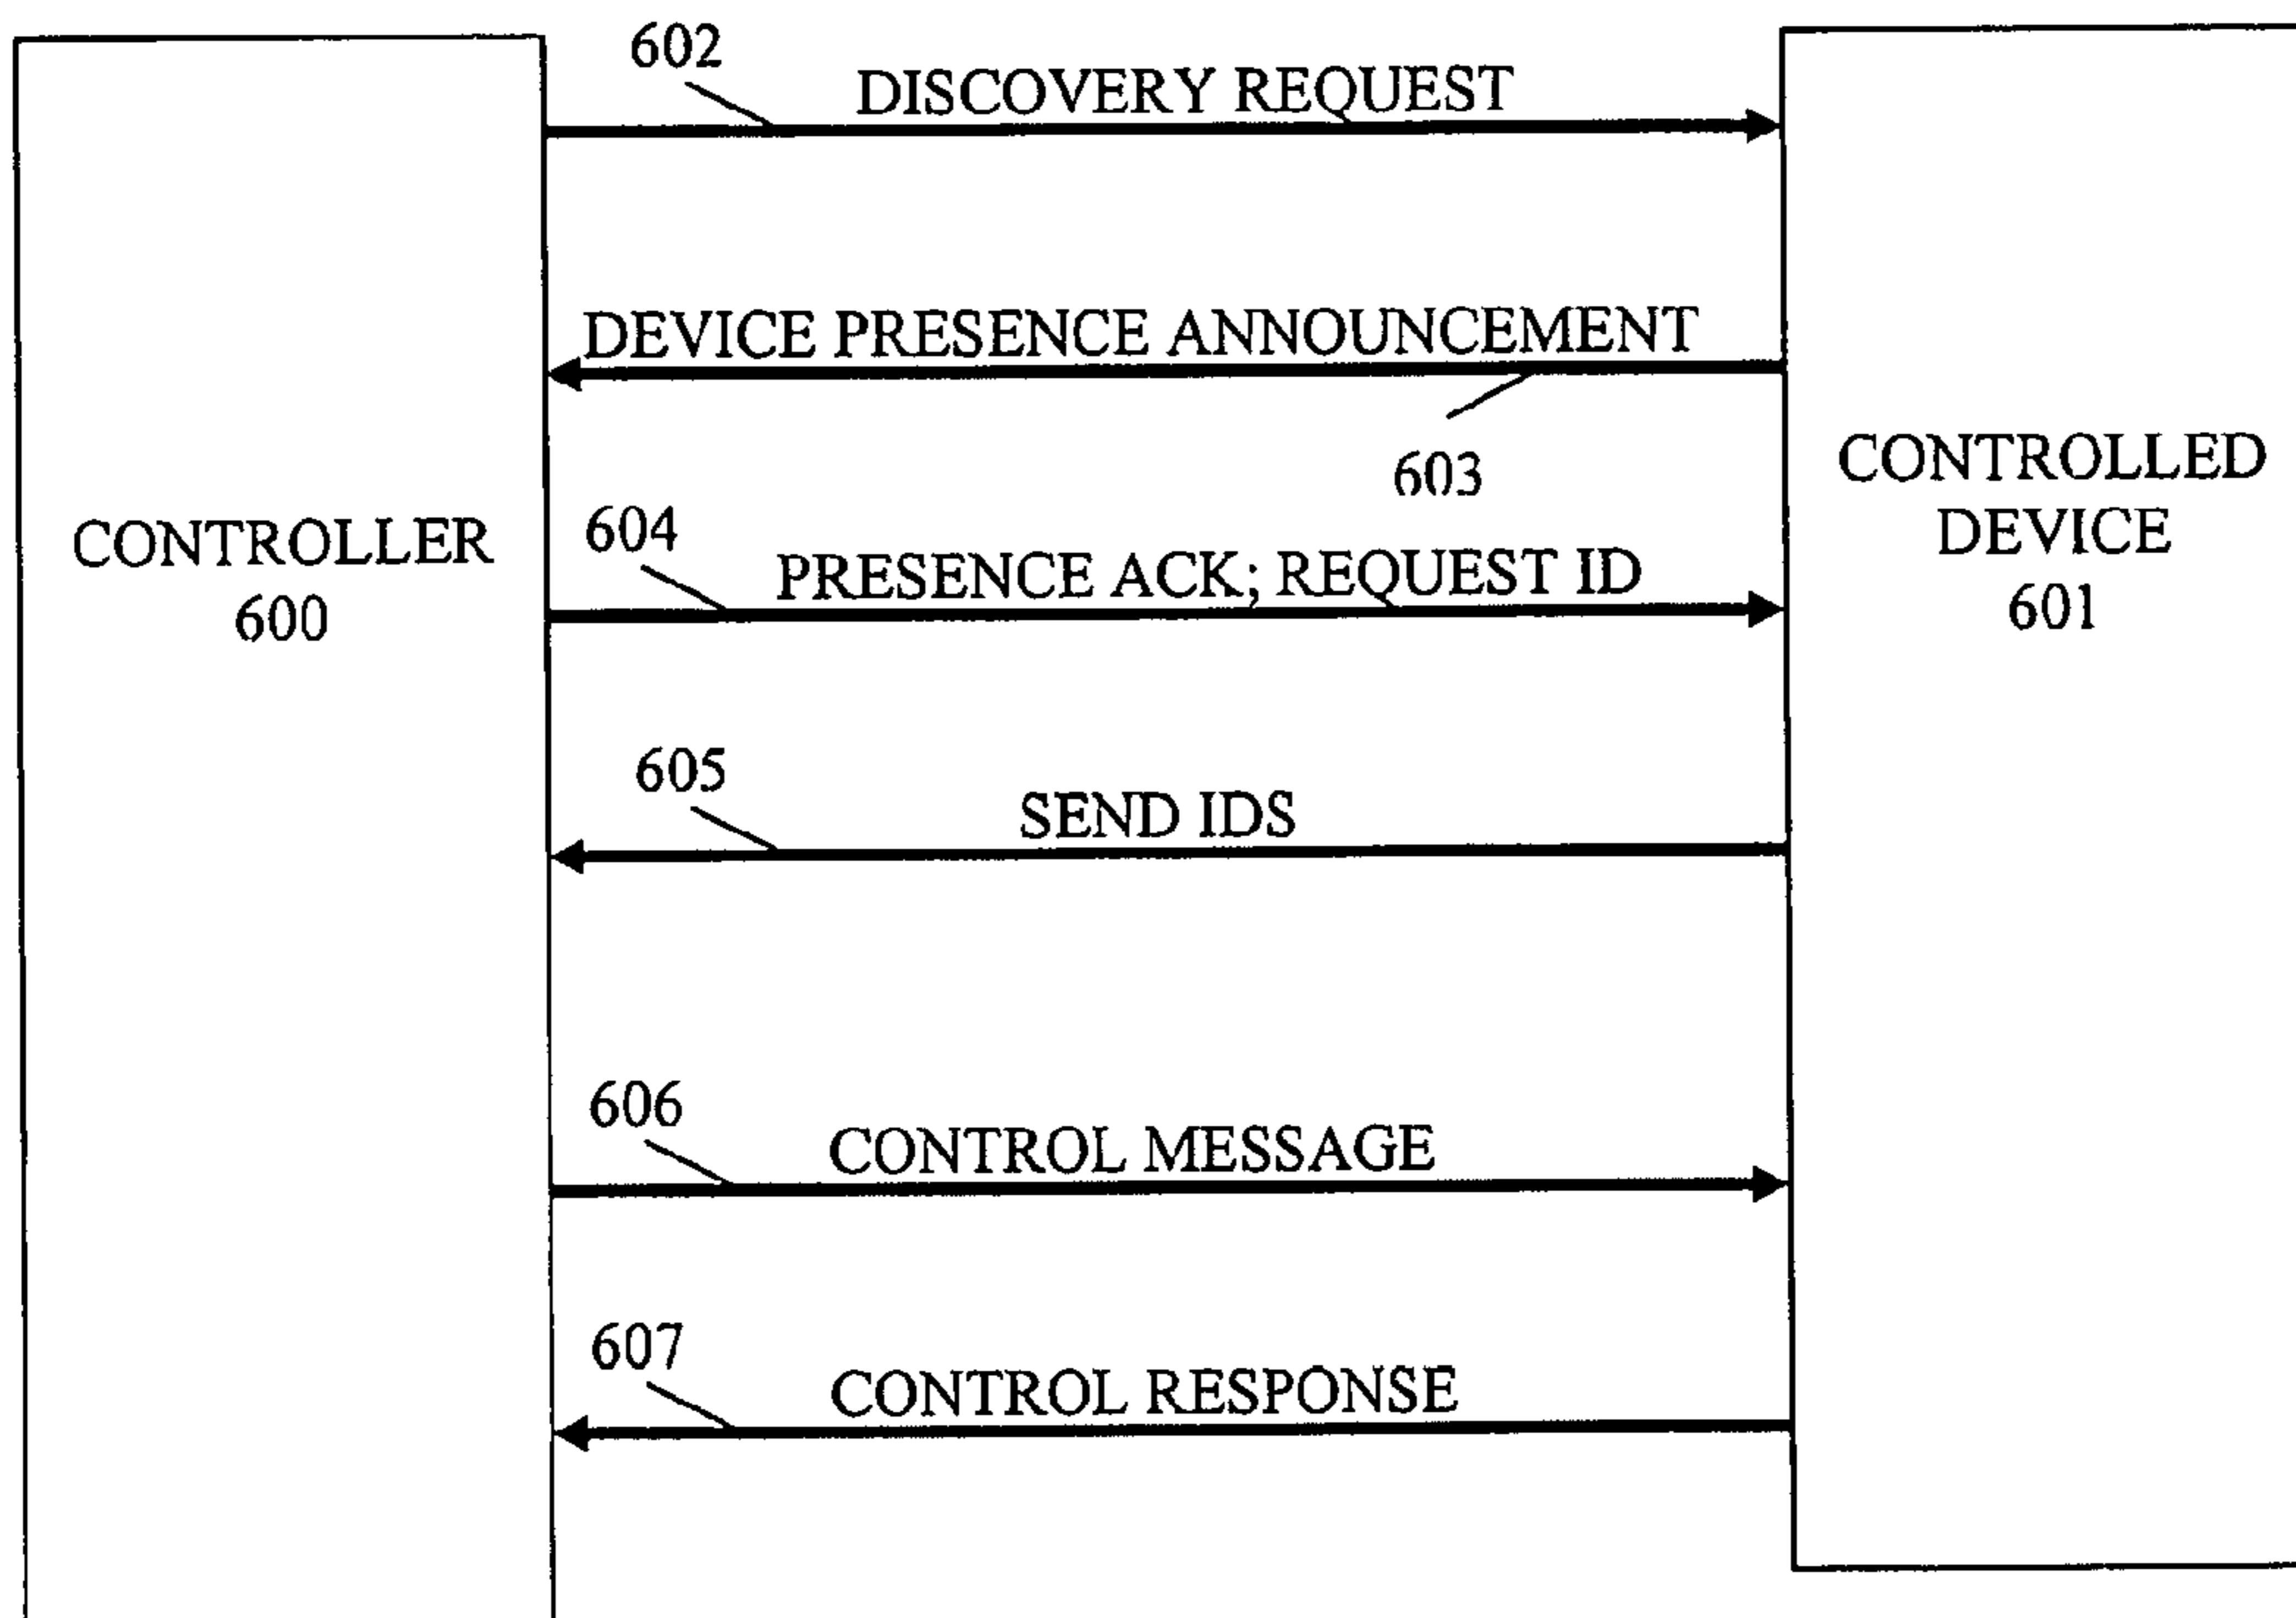 602
DISCOVERY REQUEST
DEVICE PRESENCE ANNOUNCEMENT
603
CONTROLLED
DEVICE
601
CONTROLLER
600
604
PRESENCE ACK; REQUEST ID
605
SEND IDS
606
CONTROL MESSAGE
607
CONTROL RESPONSE